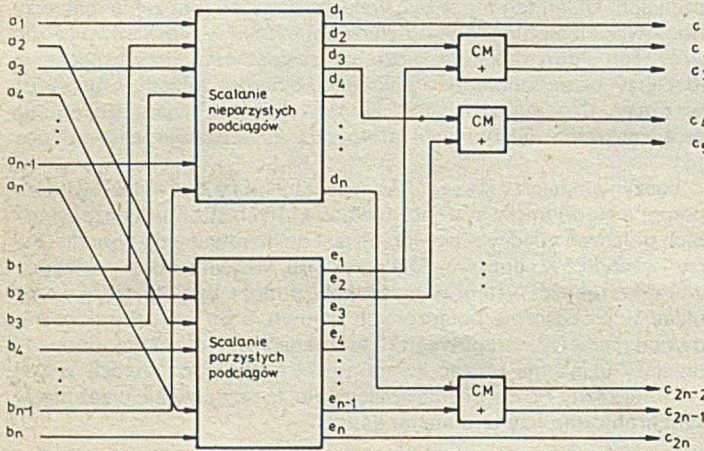 a1
a2
a3
a4
an-1
an
b1
b2
b3
b4
bn-1
bn
Scalanie
nieparzystych
podciągów
d1
d2
d3
d4
dn
Scalanie
parzystych
podciągów
e1
e2
e3
e4
en-1
en
CM
+
CM
+
CM
+
c
c
c
c4
c5
c2n-2
c2n-1
c2n